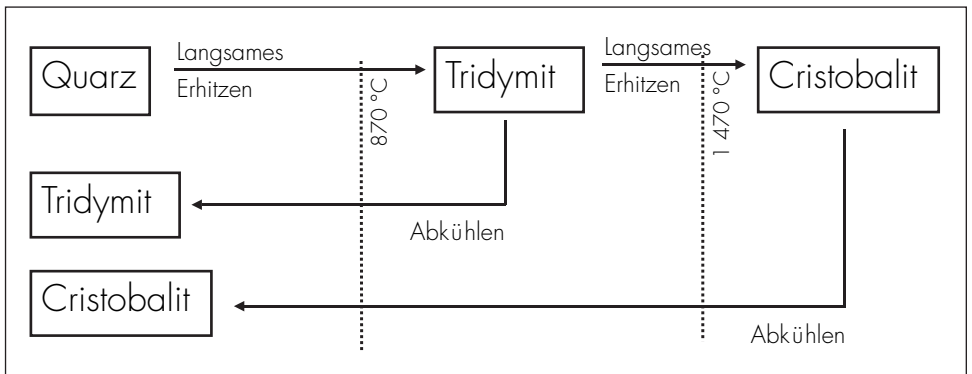 Quarz
Langsames
Erhitzen
870 °C
Tridymit
Langsames
Erhitzen
1 470 °C
Cristobalit
Tridymit
Abkühlen
Cristobalit
Abkühlen